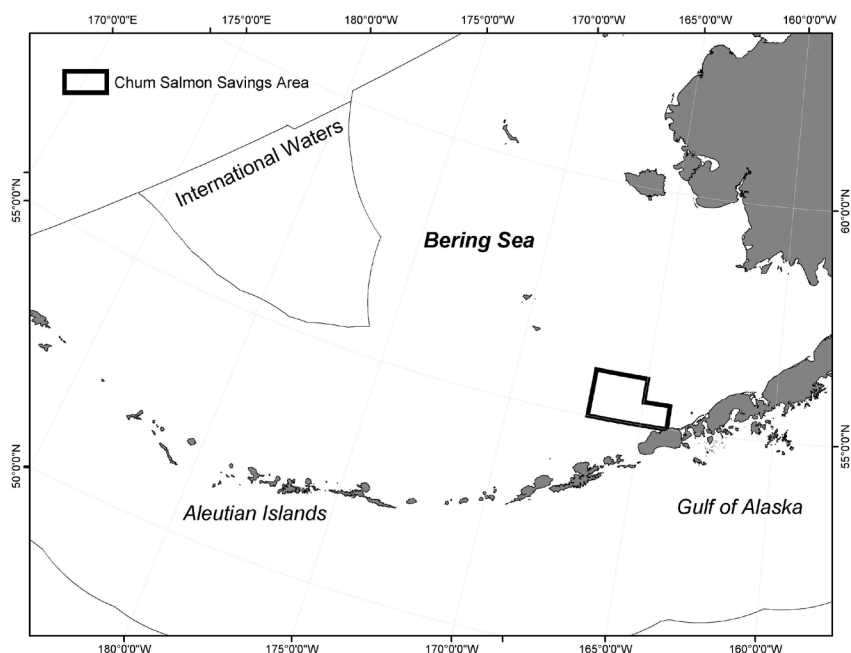 170°0'0"E 175°0'0"E 180°0'0" 170°0'0"W 165°0'0"W 160°0'0"W
Chum Salmon Savings Area
International Waters
55°0'0"N
60°0'0"N
Bering Sea
50°0'0"N
55°0'0"N
Aleutian Islands
Gulf of Alaska
180°0'0"W 175°0'0"W 170°0'0"W 165°0'0"W 160°0'0"W